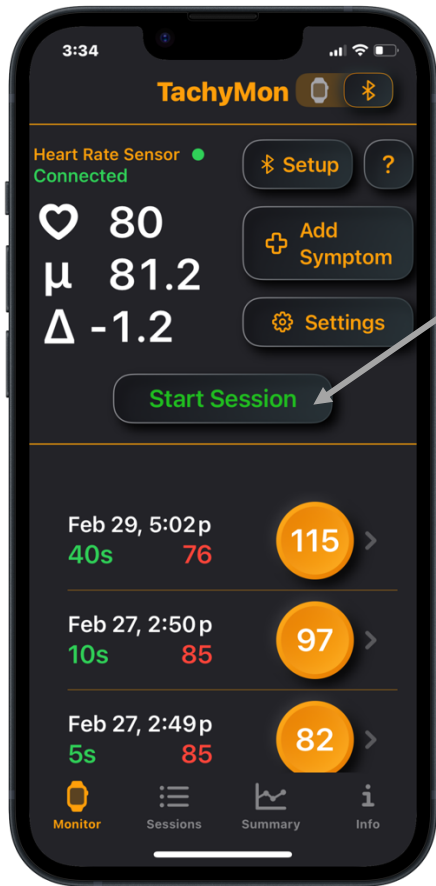 3:34
TachyMon
Heart Rate Sensor
Connected
Setup
?
80
μ 81.2
Δ -1.2
Add
Symptom
Settings
Start Session
Feb 29, 5:02p
40s 76
115
Feb 27, 2:50p
10s 85
97
Feb 27, 2:49p
5s 85
82
Monitor
Sessions
Summary
Info